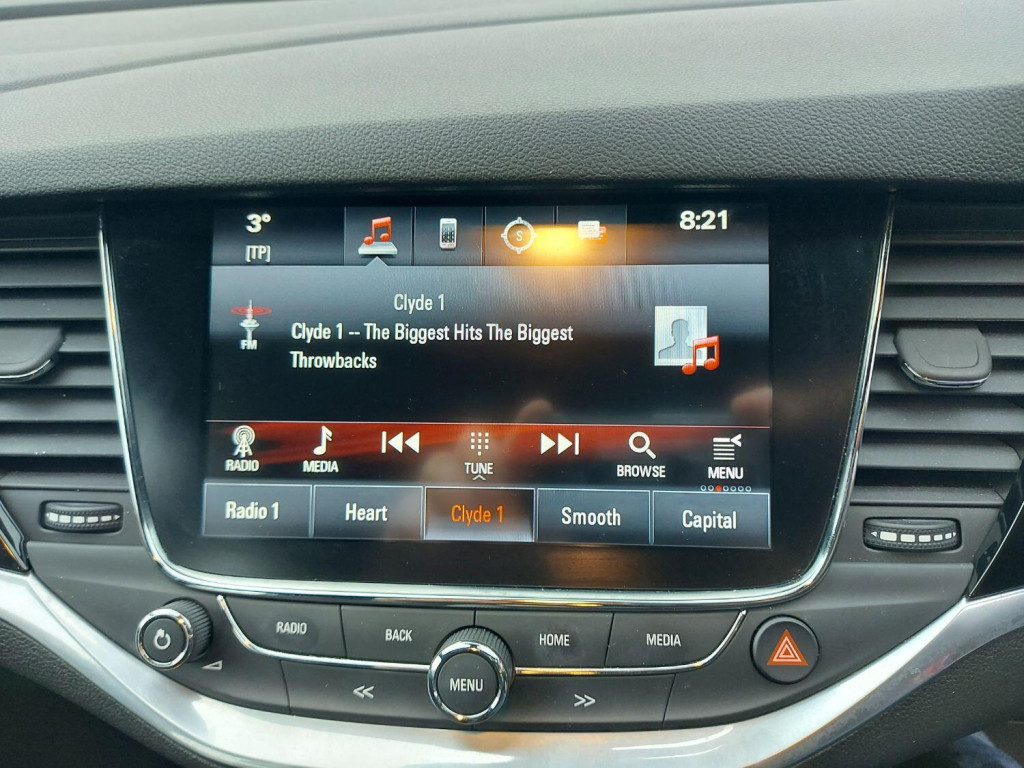 3°
8:21
[TP]
S
Clyde 1
FM
Clyde 1 -- The Biggest Hits The Biggest
Throwbacks
RADIO
MEDIA
TUNE
BROWSE
MENU
Radio 1
Heart
Clyde 1
Smooth
Capital
RADIO
BACK
HOME
MEDIA
MENU